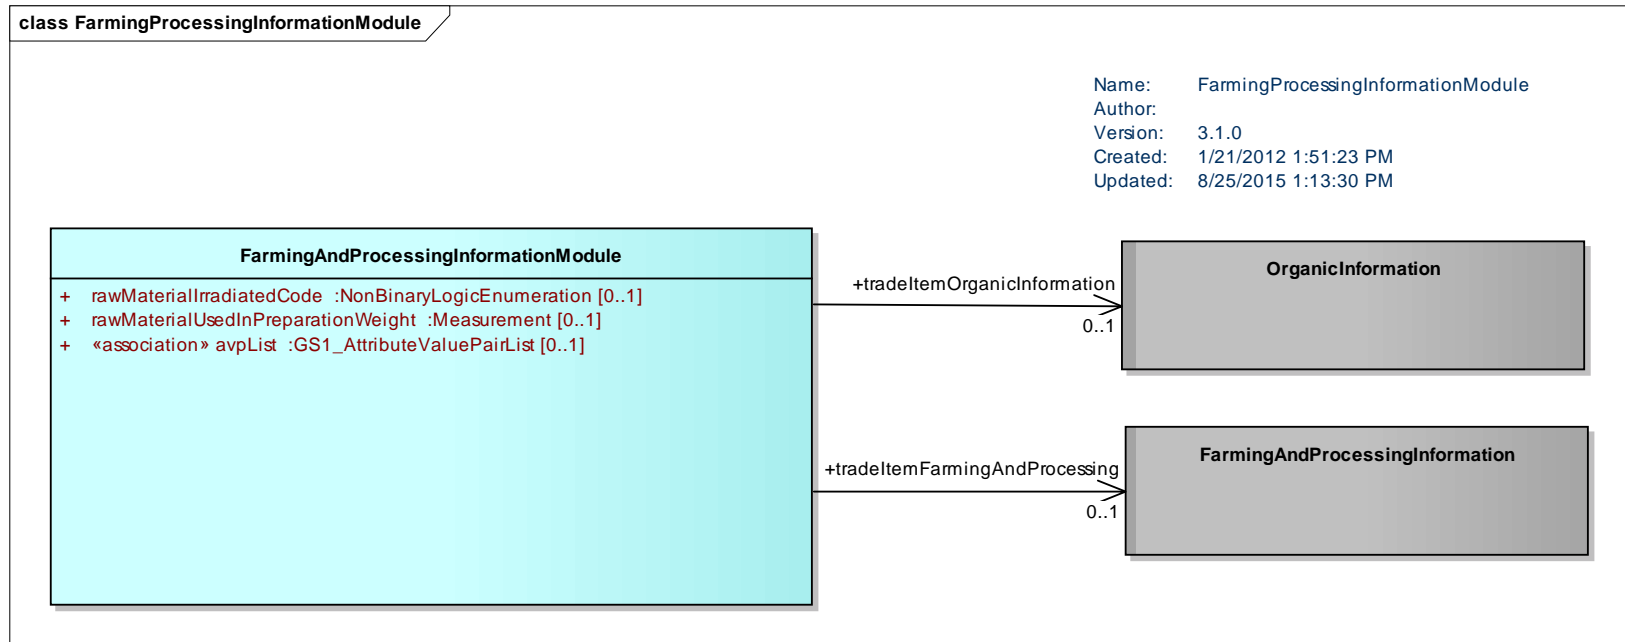 class FarmingProcessingInformationModule
Name: FarmingProcessingInformationModule
Author:
Version: 3.1.0
Created: 1/21/2012 1:51:23 PM
Updated: 8/25/2015 1:13:30 PM
FarmingAndProcessingInformationModule
+ rawMaterialIrradiatedCode :NonBinaryLogicEnumeration [0..1]
+ rawMaterialUsedInPreparationWeight :Measurement [0..1]
+ «association» avpList :GS1_AttributeValuePairList [0..1]
+tradeItemOrganicInformation
0..1
OrganicInformation
+tradeItemFarmingAndProcessing
0..1
FarmingAndProcessingInformation